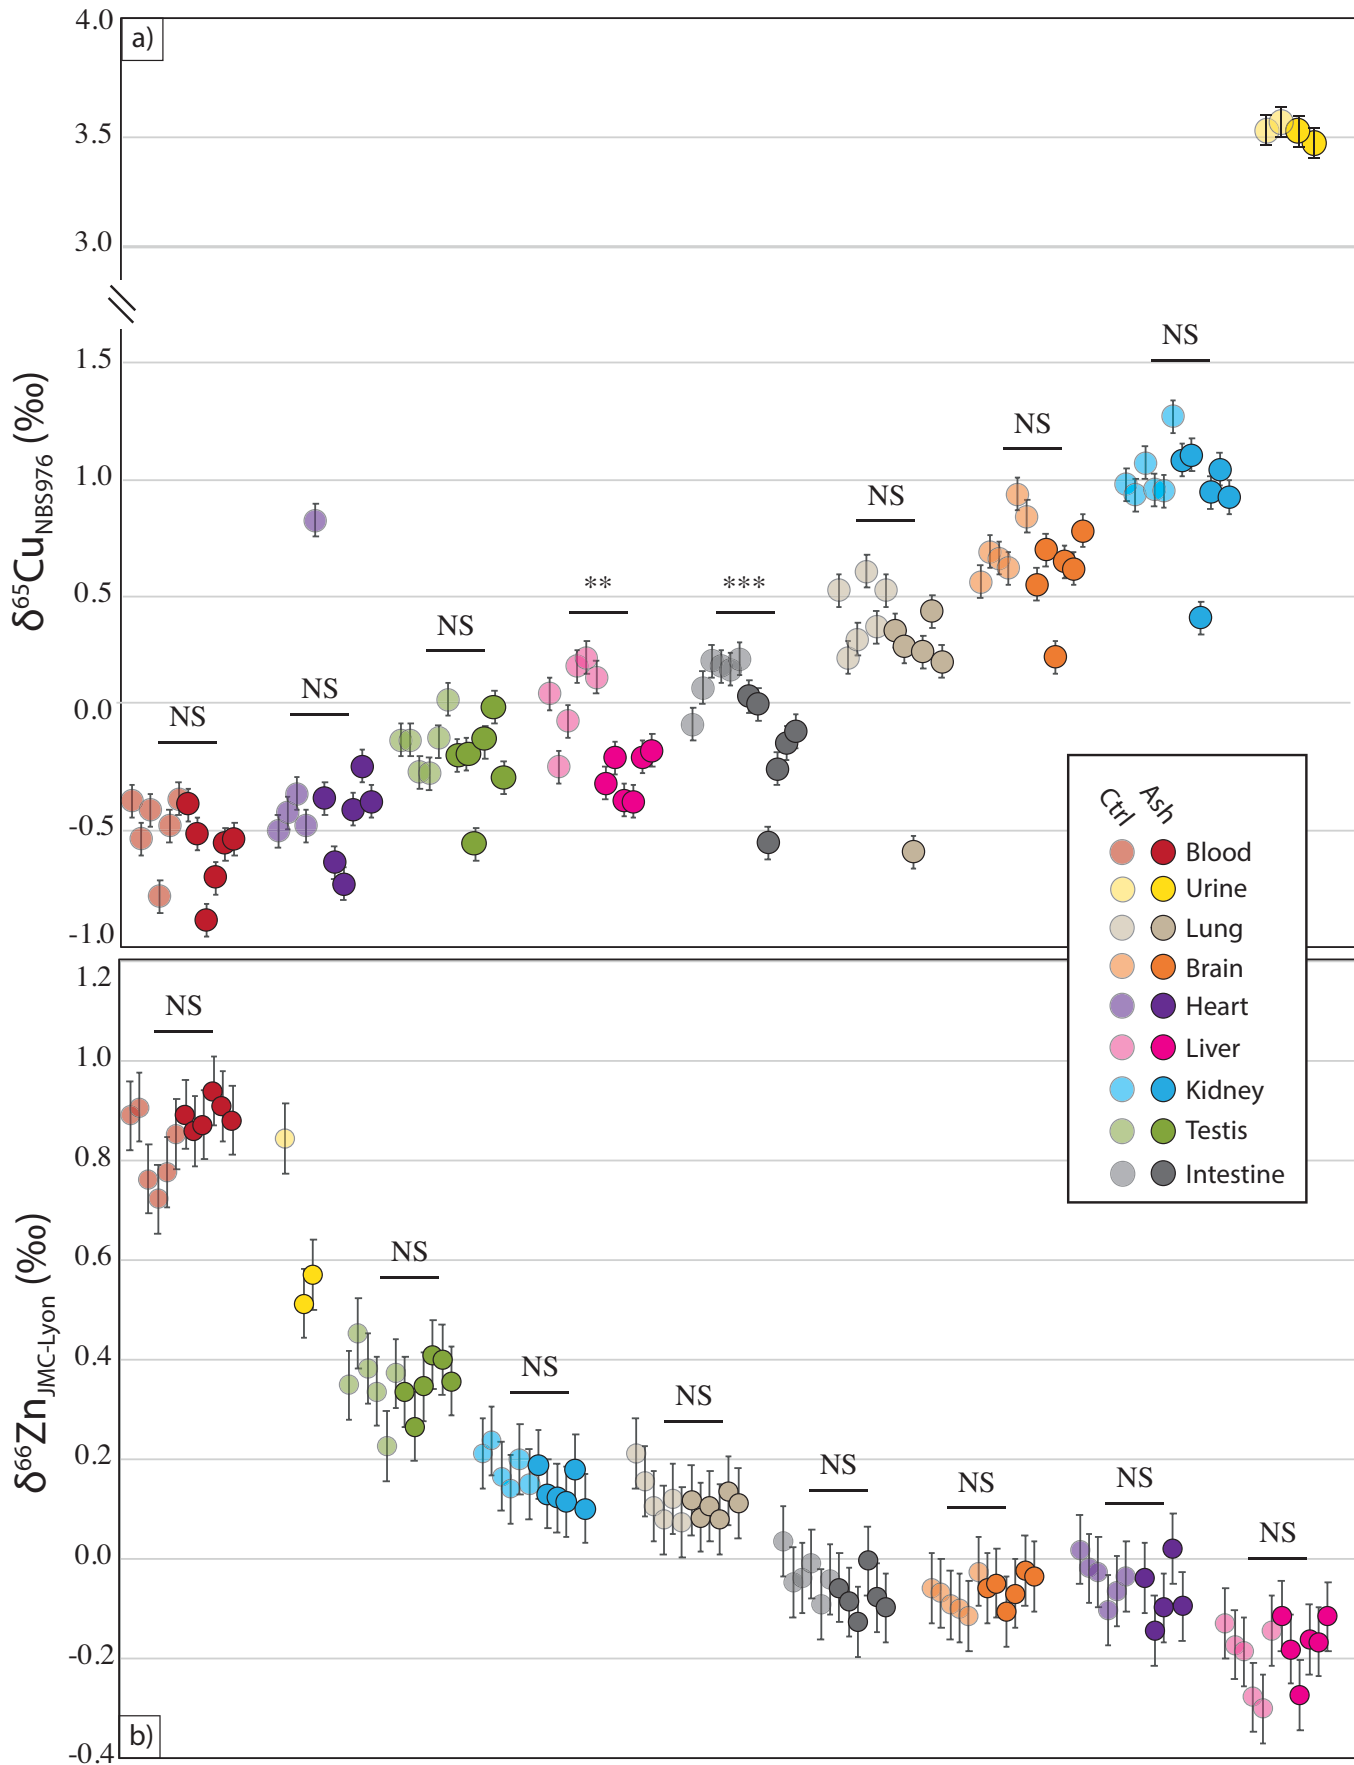 a)
4.0
3.5
3.0
1.5
1.0
0.5
0.0
-0.5
-1.0
δ65CuNBS976 (‰)
NS
NS
NS
**
***
NS
NS
NS
Ctrl Ash
Blood
Urine
Lung
Brain
Heart
Liver
Kidney
Testis
Intestine
1.2
1.0
0.8
0.6
0.4
0.2
0.0
-0.2
-0.4
δ66ZnJMC-Lyon (‰)
NS
NS
NS
NS
NS
NS
NS
NS
b)